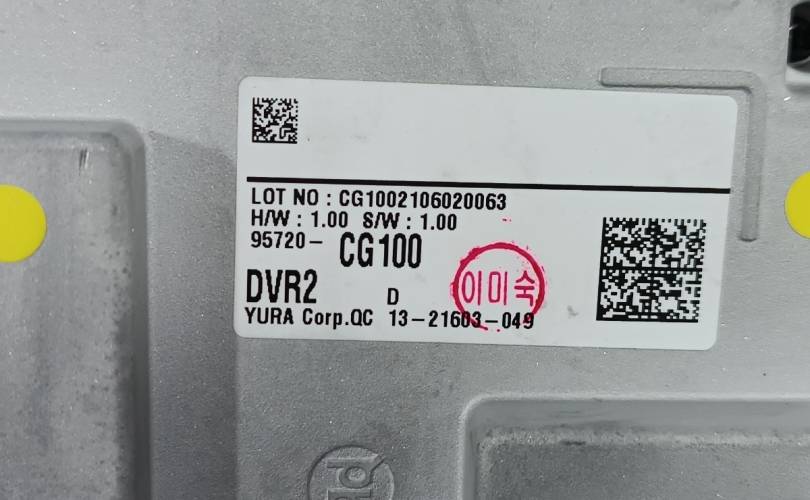 LOT NO : CG1002106020063
H/W : 1.00 S/W : 1.00
95720- CG100
DVR2 D
이미숙
YURA Corp.QC 13-21603-049